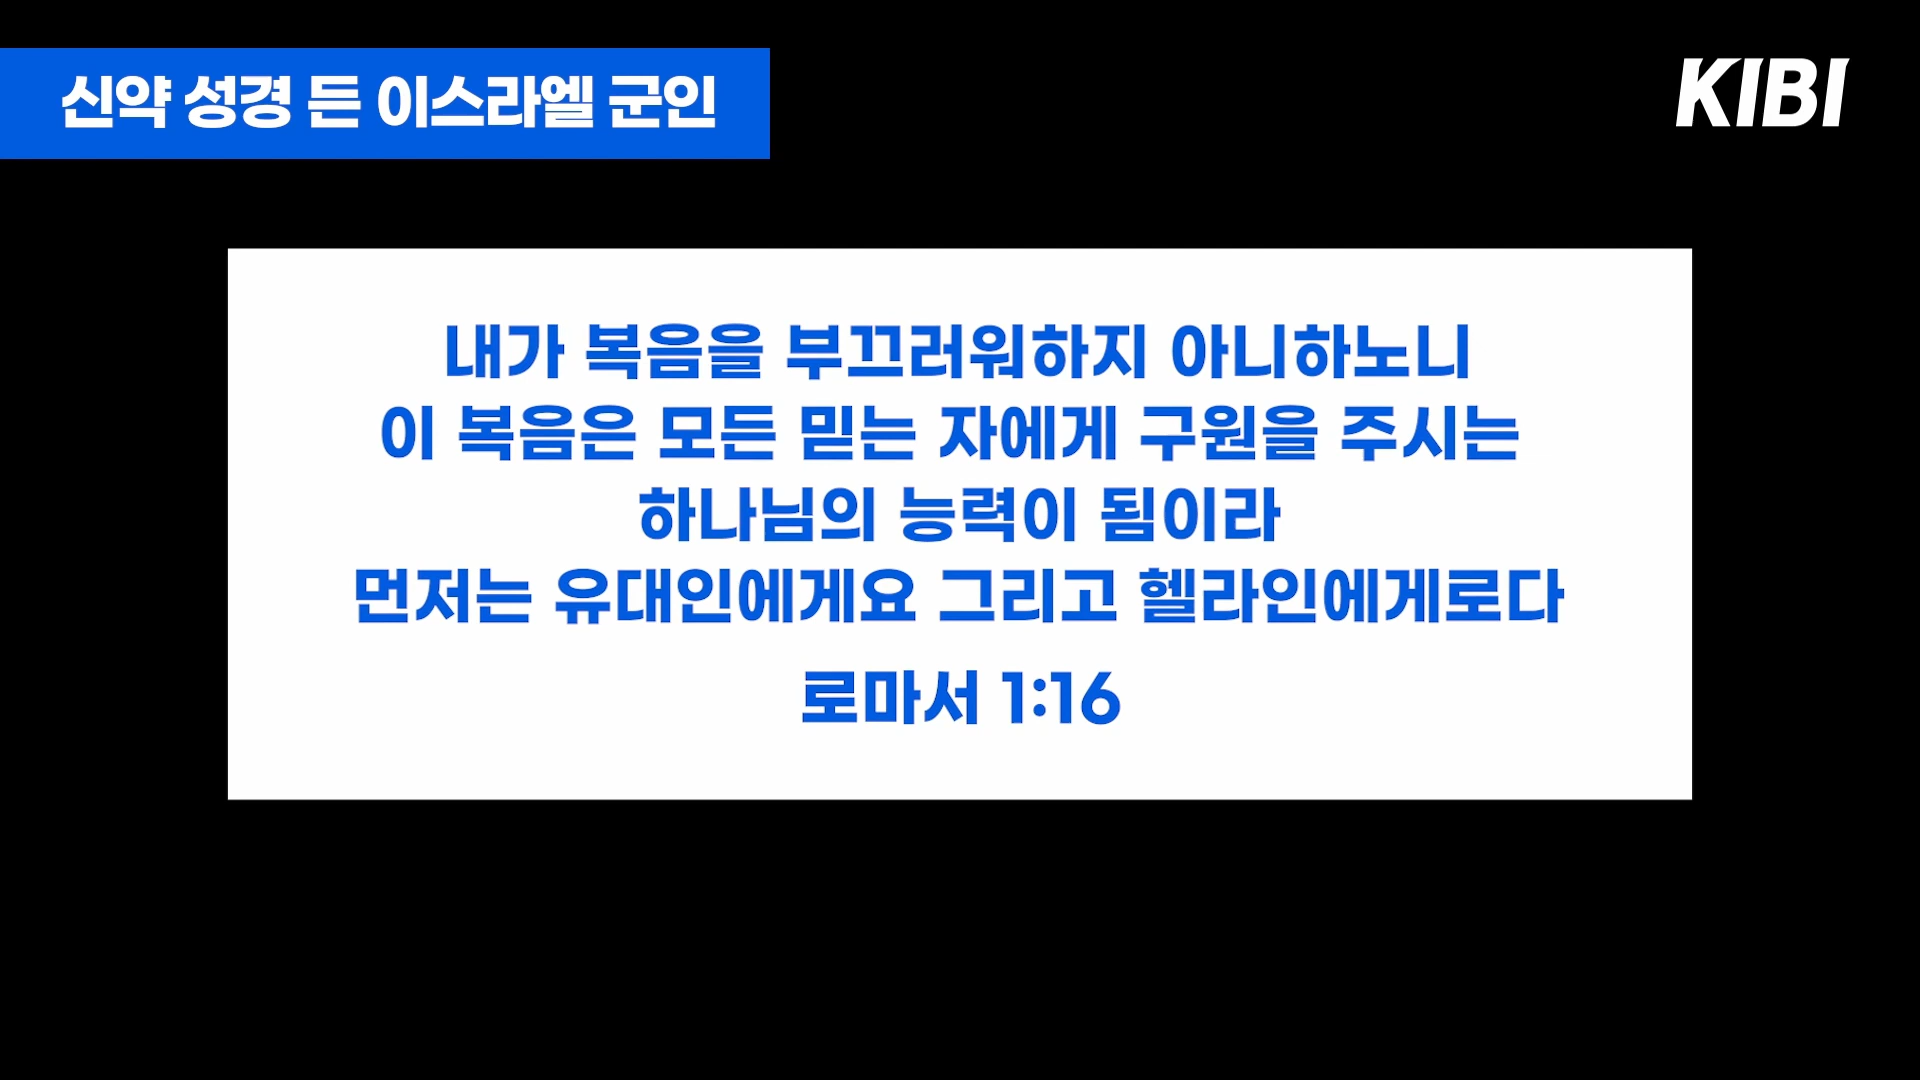 신약 성경 든 이스라엘 군인
KIBI
내가 복음을 부끄러워하지 아니하노니
이 복음은 모든 믿는 자에게 구원을 주시는
하나님의 능력이 됨이라
먼저는 유대인에게요 그리고 헬라인에게로다
로마서 1:16